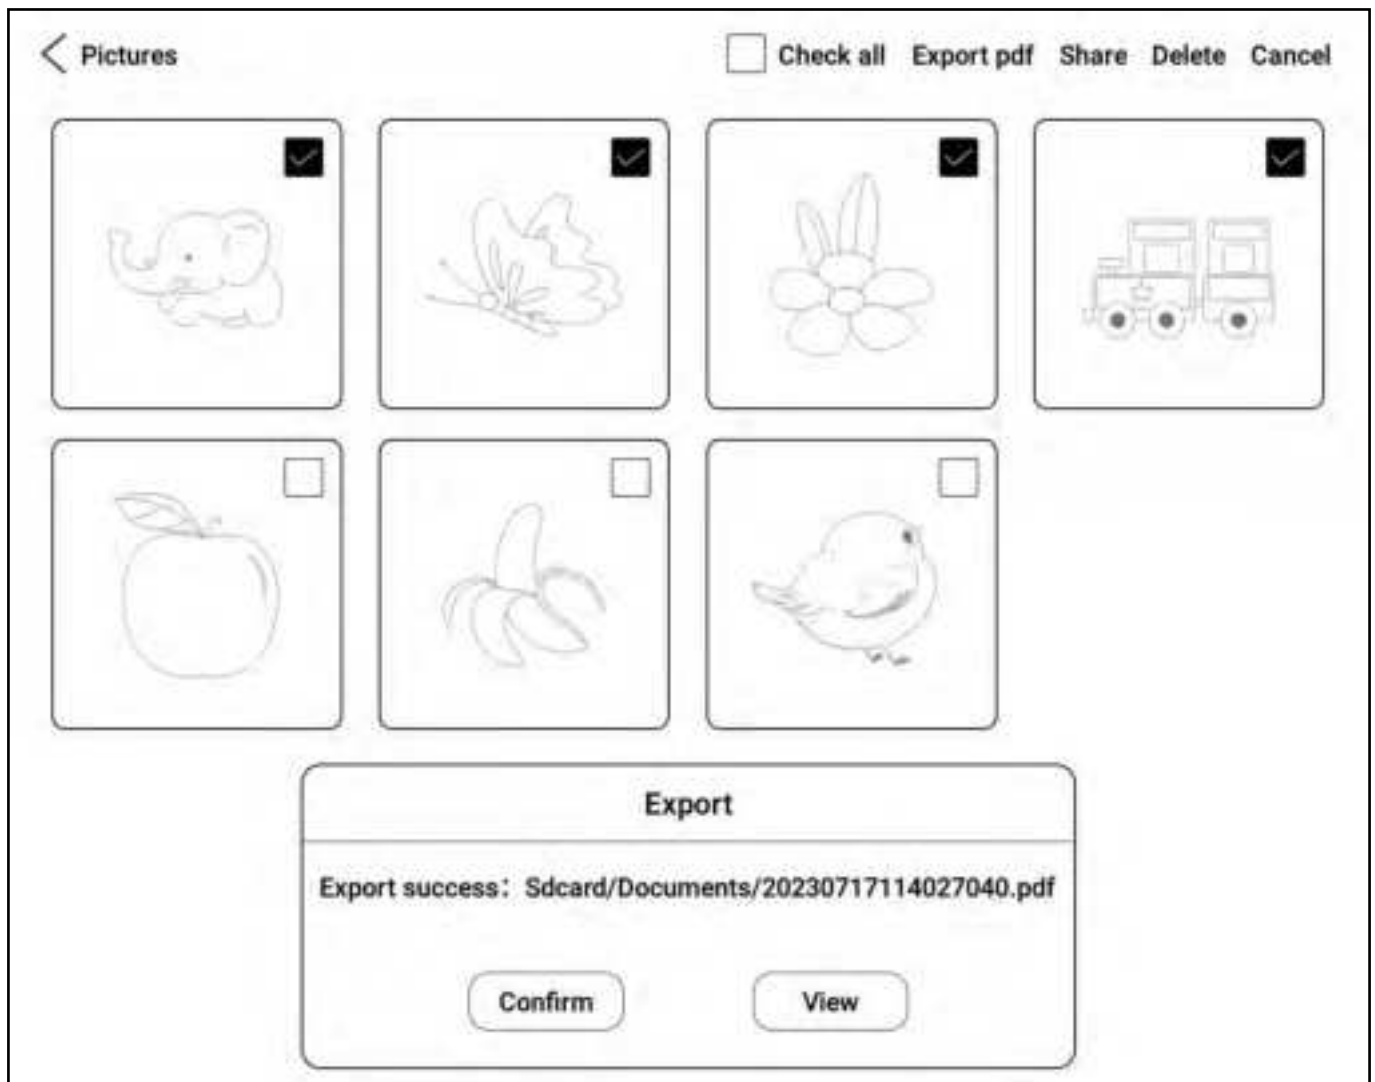 Pictures Check all Export pdf Share Delete Cancel
Export
Export success: Sdcard/Documents/20230717114027040.pdf
Confirm View